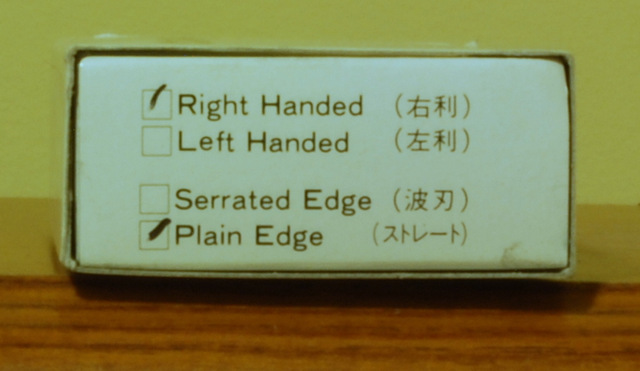 Right Handed (右利)
Left Handed (左利)
Serrated Edge (波刃)
Plain Edge (ストレート)